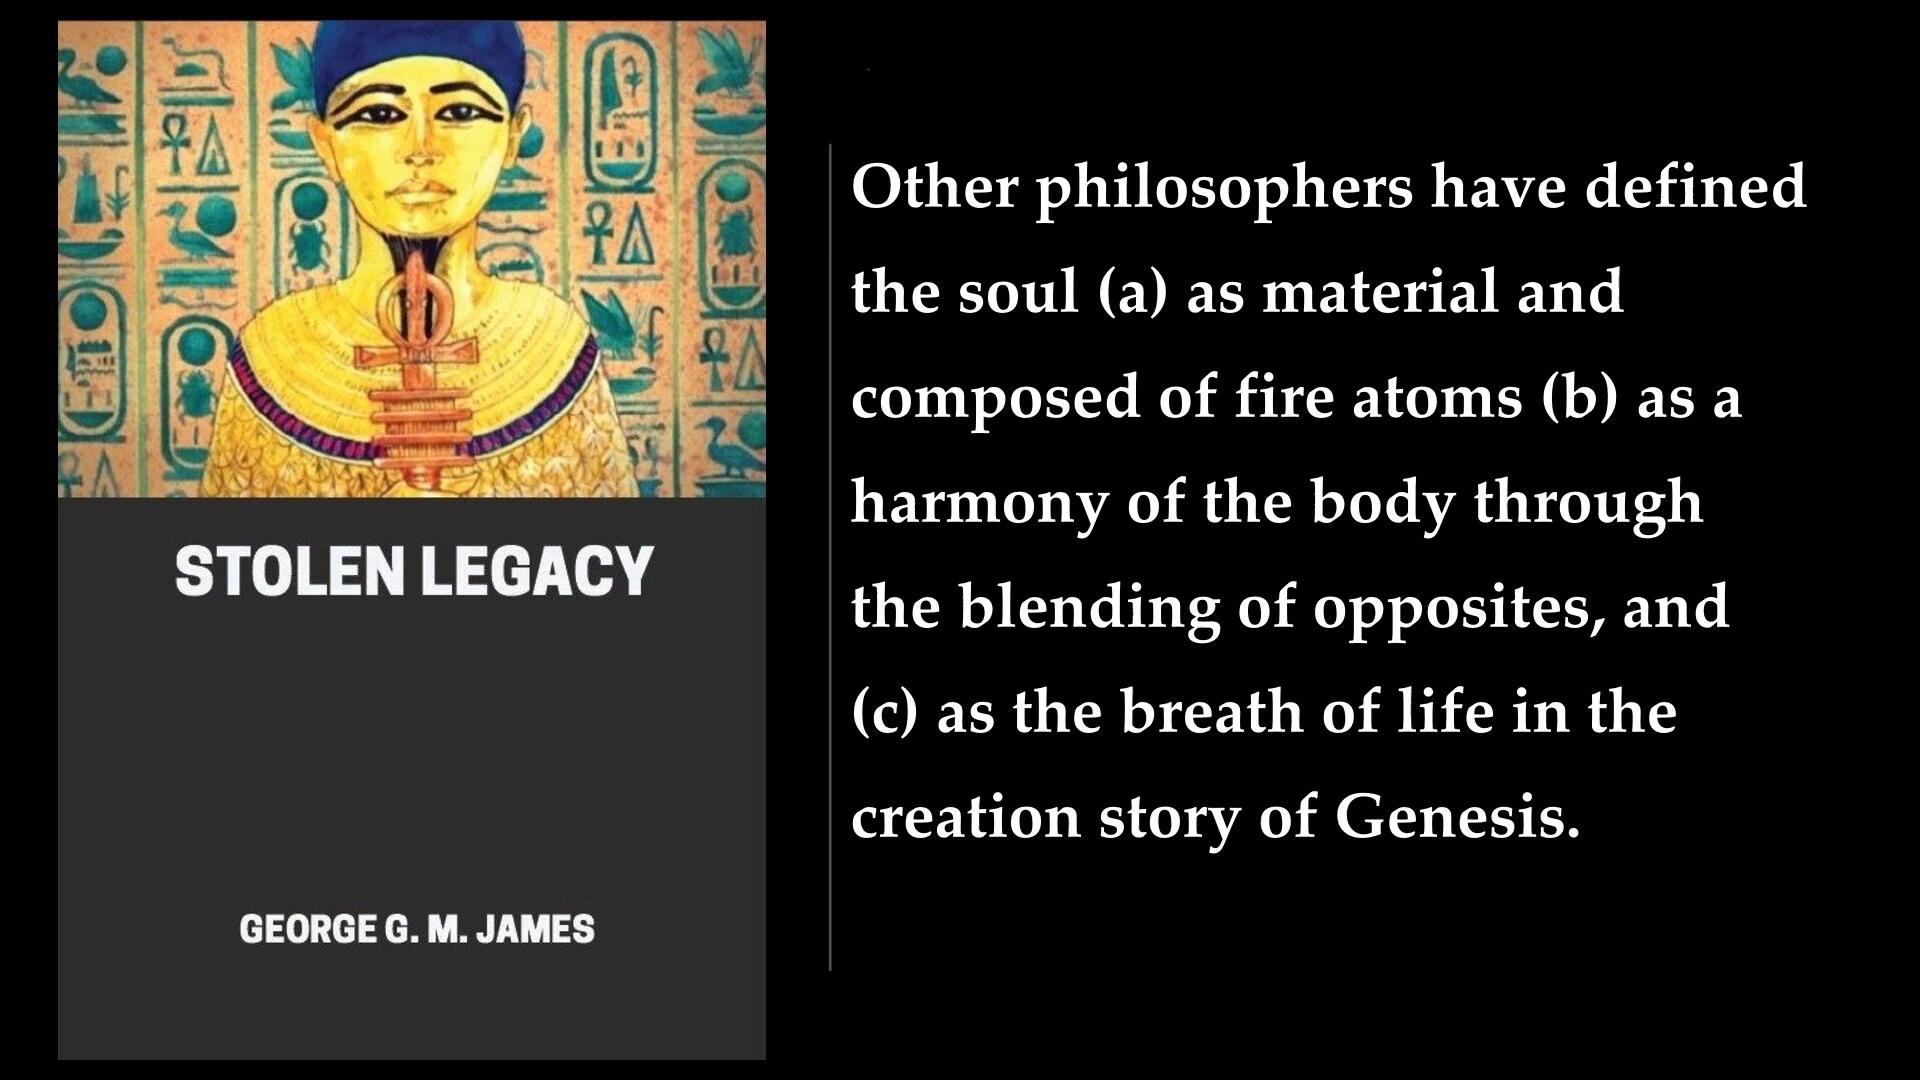 STOLEN LEGACY
GEORGE G. M. JAMES
Other philosophers have defined
the soul (a) as material and
composed of fire atoms (b) as a
harmony of the body through
the blending of opposites, and
(c) as the breath of life in the
creation story of Genesis.